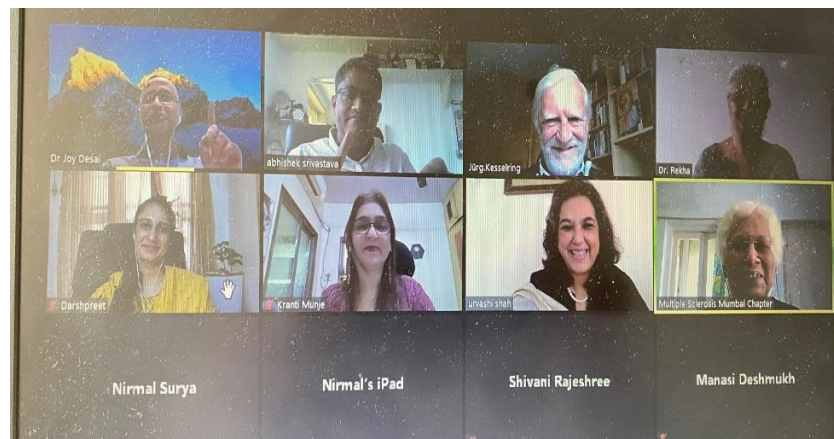 Dr Joy Desai
abhishek srivastava
Jürg.Kesselring
Dr. Rekha
Darshpreet
Kranti Munje
urvashi shah
Multiple Sclerosis Mumbai Chapter
Nirmal Surya
Nirmal's iPad
Shivani Rajeshree
Manasi Deshmukh